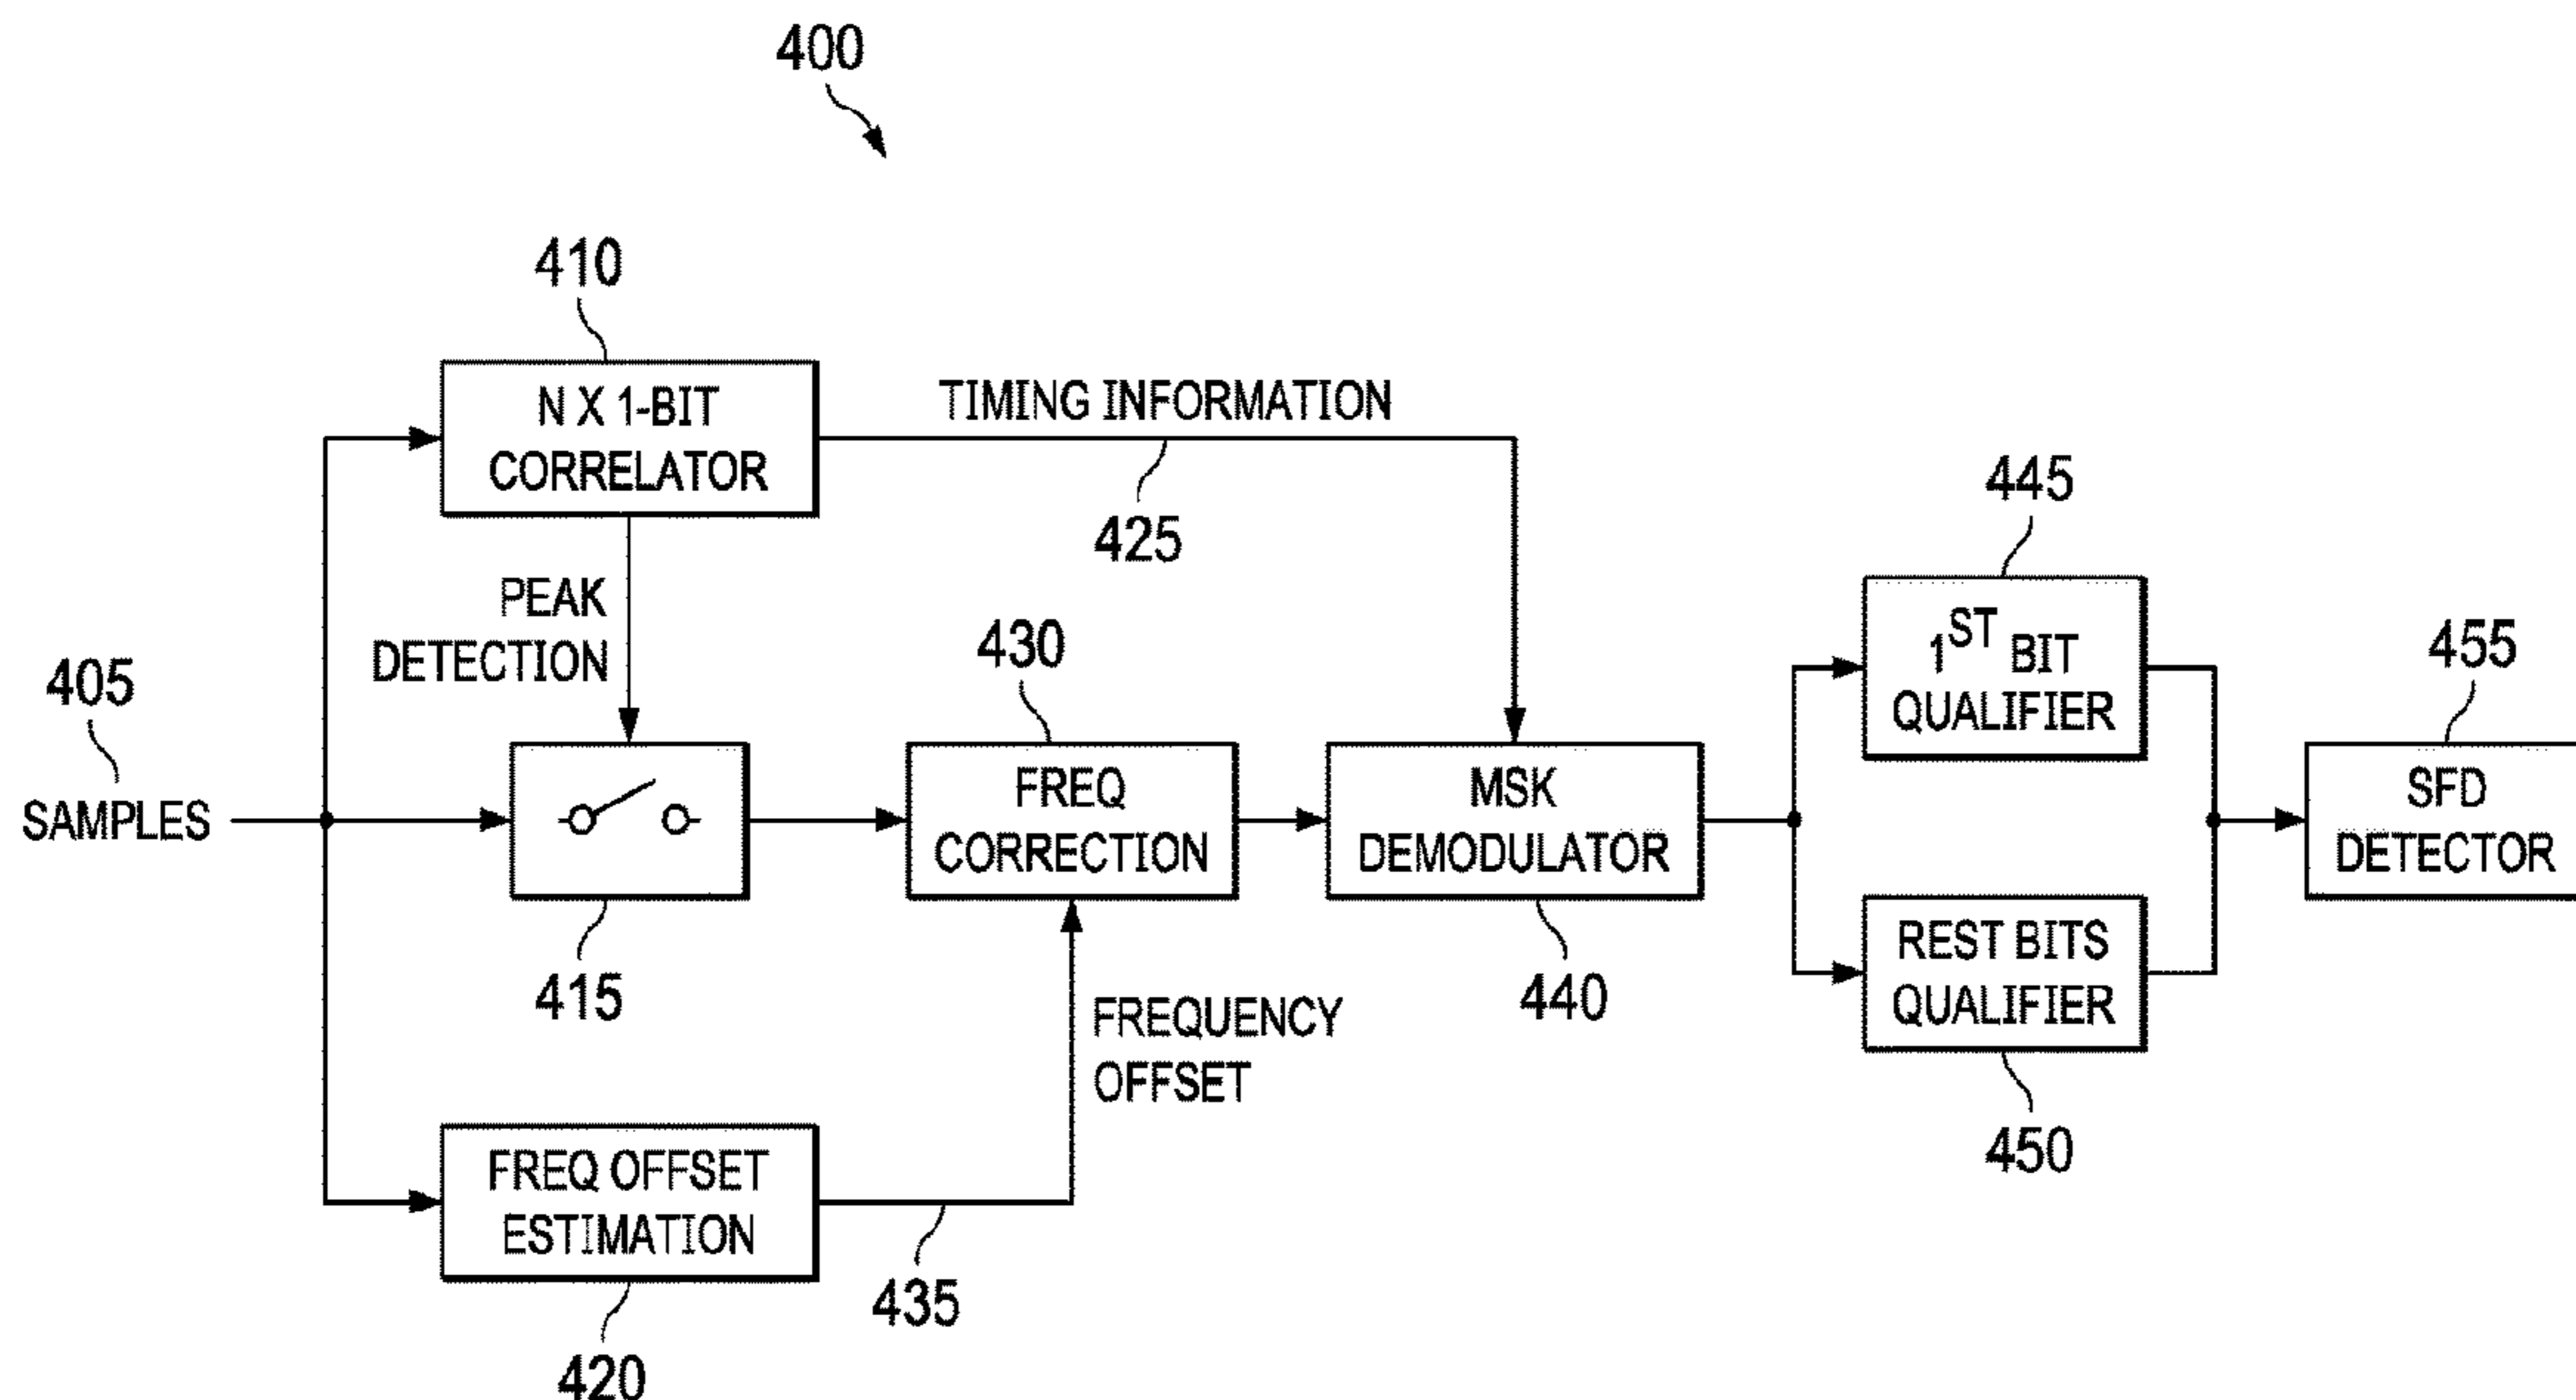 400
410
N X 1-BIT
CORRELATOR
TIMING INFORMATION
425
PEAK
DETECTION
405
SAMPLES
415
430
FREQ
CORRECTION
MSK
DEMODULATOR
440
445
1ST BIT
QUALIFIER
REST BITS
QUALIFIER
450
455
SFD
DETECTOR
FREQUENCY
OFFSET
FREQ OFFSET
ESTIMATION
435
420